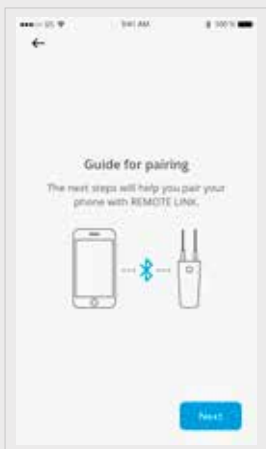 9:41 AM
100 %
Guide for pairing
The next steps will help you pair your
phone with REMOTE LINK.
Next